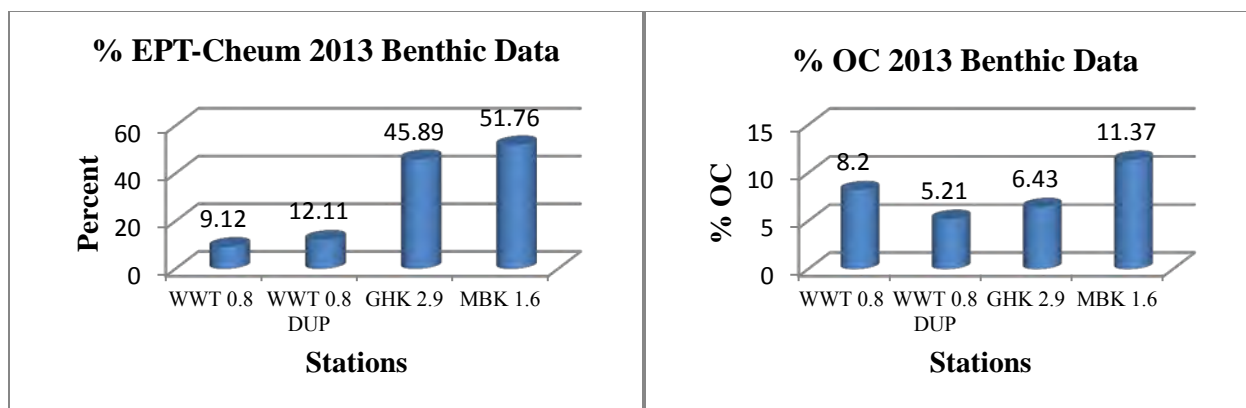 % EPT-Cheum 2013 Benthic Data
Percent
60
40
20
0
9.12
12.11
45.89
51.76
WWT 0.8
WWT 0.8
DUP
GHK 2.9
MBK 1.6
Stations
% OC 2013 Benthic Data
% OC
15
10
5
0
8.2
5.21
6.43
11.37
WWT 0.8
WWT 0.8
DUP
GHK 2.9
MBK 1.6
Stations